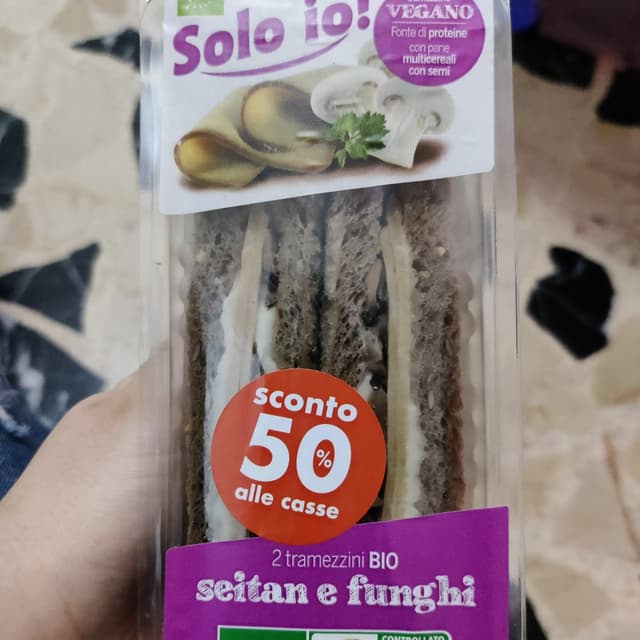 Solo io!
VEGANO
Fonte di proteine
con pane
multicereali
con semi
sconto
50%
alle casse
2 tramezzini BIO
seitan e funghi
CONTROLLATO